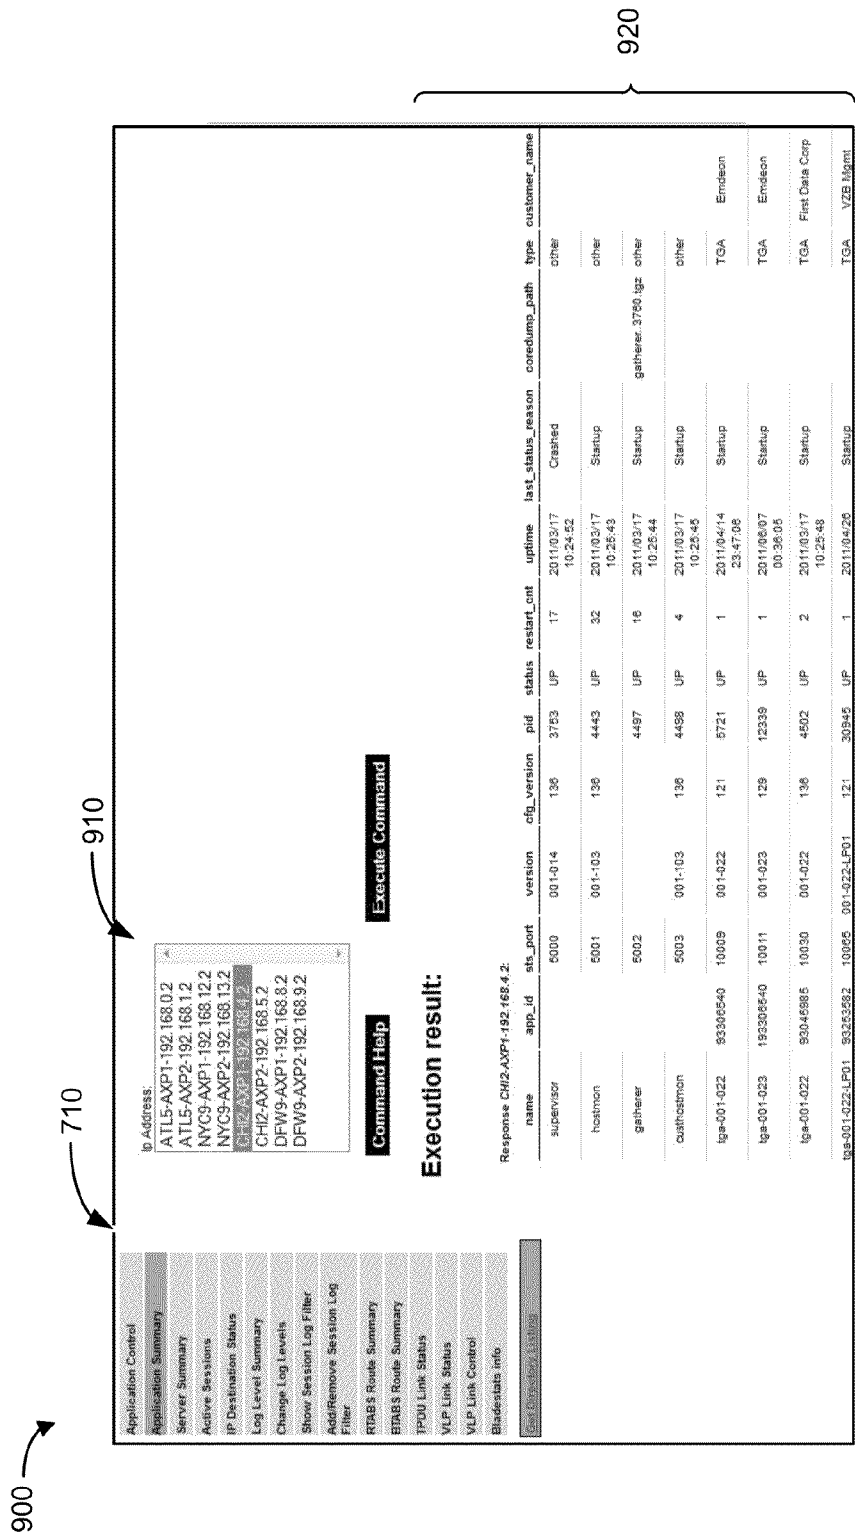 900
710
910
920
Application Control
Application Summary
Server Summary
Active Sessions
IP Destination Status
Log Level Summary
Change Log Levels
Show Session Log Filter
Add/Remove Session Log
Filter
RTABS Route Summary
BTABS Route Summary
TPDU Link Status
VLP Link Status
VLP Link Control
Bladestats info
Get Directory Listing
Ip Address:
ATL5-AXP1-192.168.0.2
ATL5-AXP2-192.168.1.2
NYC9-AXP1-192.168.12.2
NYC9-AXP2-192.168.13.2
CHI2-AXP1-192.168.4.2
CHI2-AXP2-192.168.5.2
DFW9-AXP1-192.168.8.2
DFW9-AXP2-192.168.9.2
Command Help Execute Command
Execution result:
Response CHI2-AXP1-192.168.4.2:
name app_id sts_port version cfg_version pid status restart_cnt uptime last_status_reason coredump_path type customer_name
supervisor 5000 001-014 136 3753 UP 17 2011/03/17 Crashed other
10:24:52
hostmon 5001 001-103 136 4443 UP 32 2011/03/17 Startup other
10:25:43
gatherer 5002 4497 UP 16 2011/03/17 Startup gatherer.3760.tgz other
10:25:44
custhostmon 5003 001-103 136 4498 UP 4 2011/03/17 Startup other
10:25:45
tga-001-022 93306540 10009 001-022 121 5721 UP 1 2011/04/14 Startup TGA Emdeon
23:47:06
tga-001-023 193306540 10011 001-023 129 12339 UP 1 2011/06/07 Startup TGA Emdeon
00:36:05
tga-001-022 93045985 10030 001-022 136 4502 UP 2 2011/03/17 Startup TGA First Data Corp
10:25:48
tga-001-022-LP01 93253582 10065 001-022-LP01 121 30945 UP 1 2011/04/26 Startup TGA VZB Mgmt